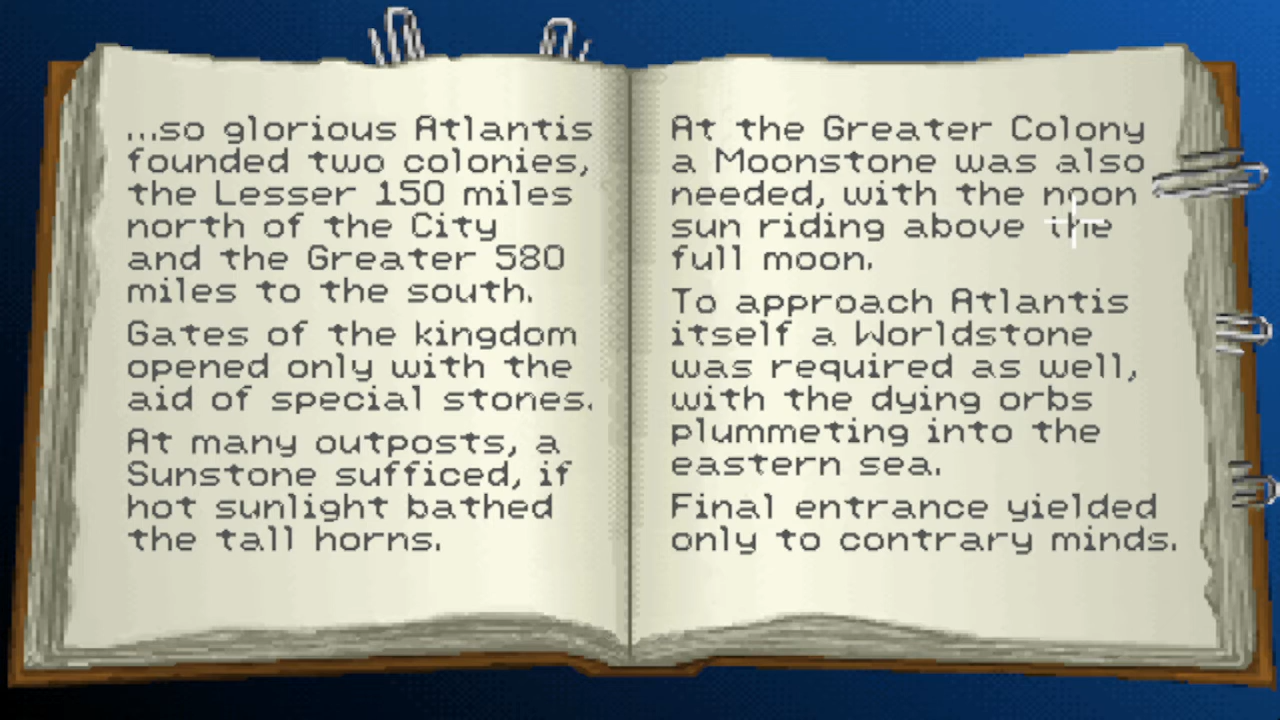 ...so glorious Atlantis
founded two colonies,
the Lesser 150 miles
north of the City
and the Greater 580
miles to the south.
Gates of the kingdom
opened only with the
aid of special stones.
At many outposts, a
Sunstone sufficed, if
hot sunlight bathed
the tall horns.
At the Greater Colony
a Moonstone was also
needed, with the noon
sun riding above the
full moon.
To approach Atlantis
itself a Worldstone
was required as well,
with the dying orbs
plummeting into the
eastern sea.
Final entrance yielded
only to contrary minds.